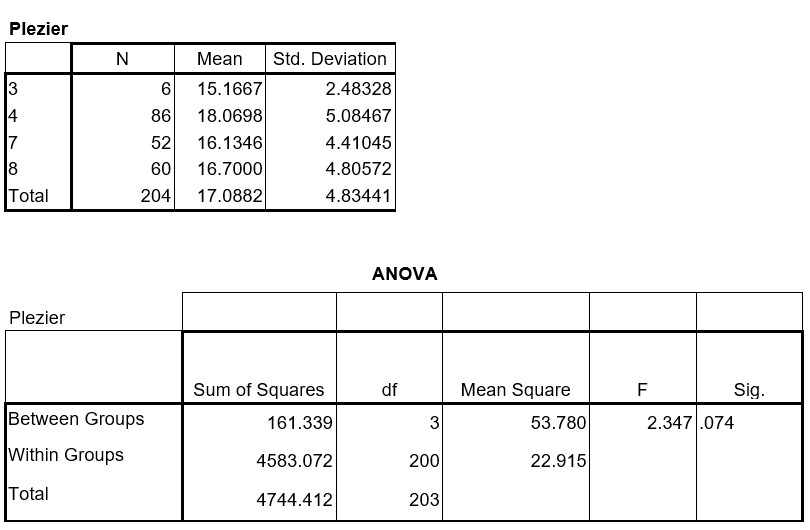 Plezier
N Mean Std. Deviation
3 6 15.1667 2.48328
4 86 18.0698 5.08467
7 52 16.1346 4.41045
8 60 16.7000 4.80572
Total 204 17.0882 4.83441
ANOVA
Plezier
Sum of Squares df Mean Square F Sig.
Between Groups 161.339 3 53.780 2.347 .074
Within Groups 4583.072 200 22.915
Total 4744.412 203